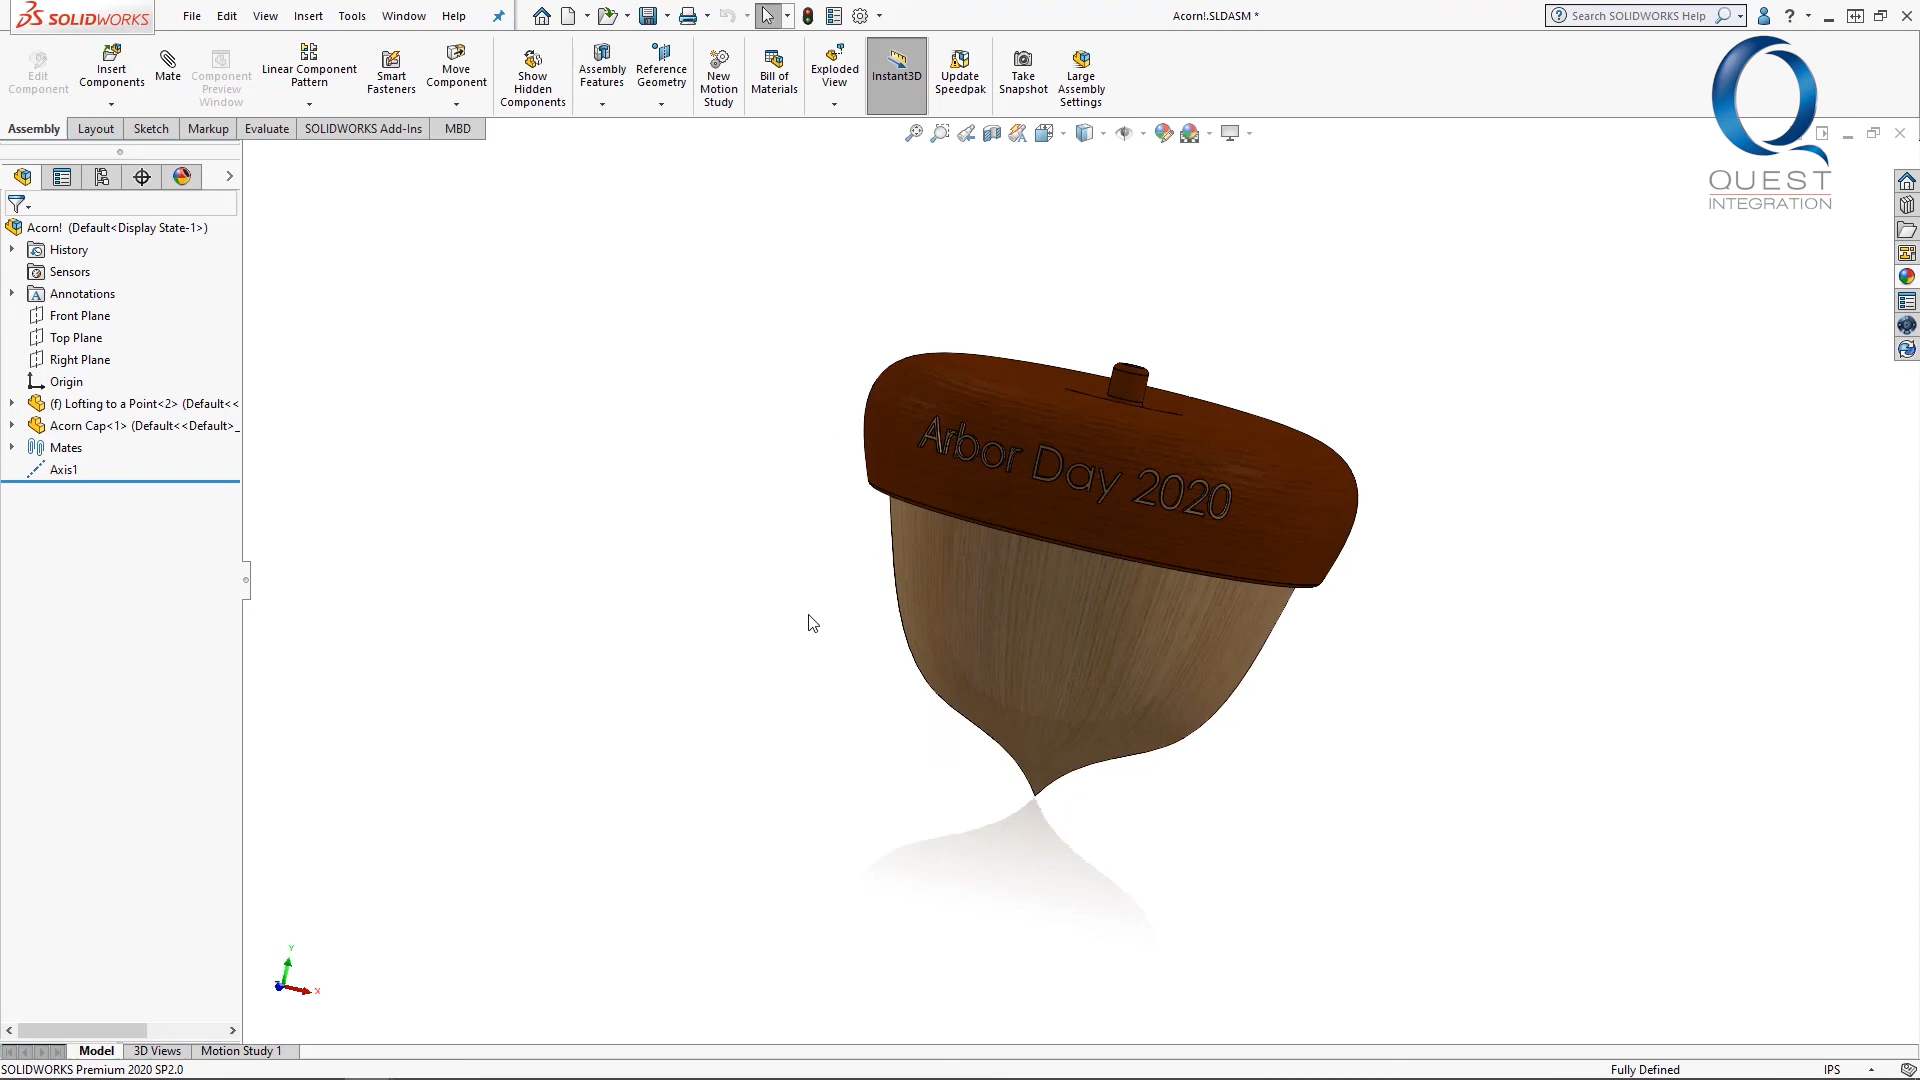 SOLIDWORKS
File Edit View Insert Tools Window Help
Acorn!.SLDASM *
Search SOLIDWORKS Help
Edit Component
Insert Components
Mate
Component Preview Window
Linear Component Pattern
Smart Fasteners
Move Component
Show Hidden Components
Assembly Features
Reference Geometry
New Motion Study
Bill of Materials
Exploded View
Instant3D
Update Speedpak
Take Snapshot
Large Assembly Settings
Assembly Layout Sketch Markup Evaluate SOLIDWORKS Add-Ins MBD
QUEST
INTEGRATION
Acorn! (Default<Display State-1>)
History
Sensors
Annotations
Front Plane
Top Plane
Right Plane
Origin
(f) Lofting to a Point<2> (Default<<
Acorn Cap<1> (Default<<Default>_
Mates
Axis1
Arbor Day 2020
Y
X
Model 3D Views Motion Study 1
SOLIDWORKS Premium 2020 SP2.0
Fully Defined
IPS